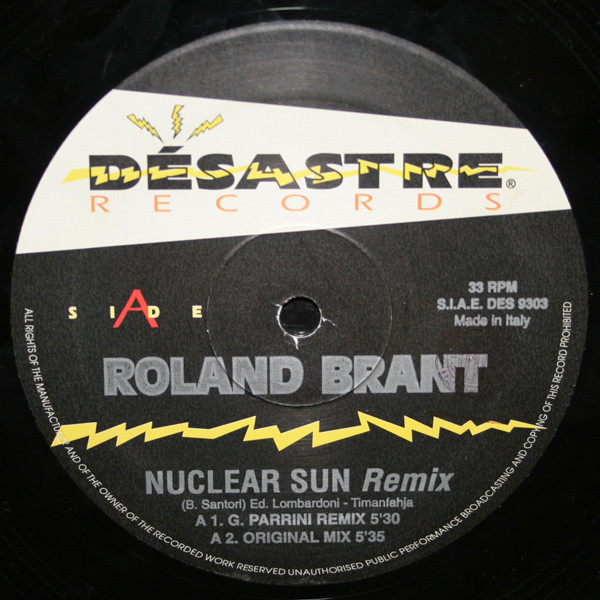 DÉSASTRE®
RECORDS
SIDE A
33 RPM
S.I.A.E. DES 9303
Made in Italy
ROLAND BRANT
NUCLEAR SUN Remix
(B. Santori) Ed. Lombardoni - Timanfahja
A 1. G. PARRINI REMIX 5'30
A 2. ORIGINAL MIX 5'35
ALL RIGHTS OF THE MANUFACTURER AND OF THE OWNER OF THE RECORDED WORK RESERVED UNAUTHORISED PUBLIC PERFORMANCE BROADCASTING AND COPYING OF THIS RECORD PROHIBITED